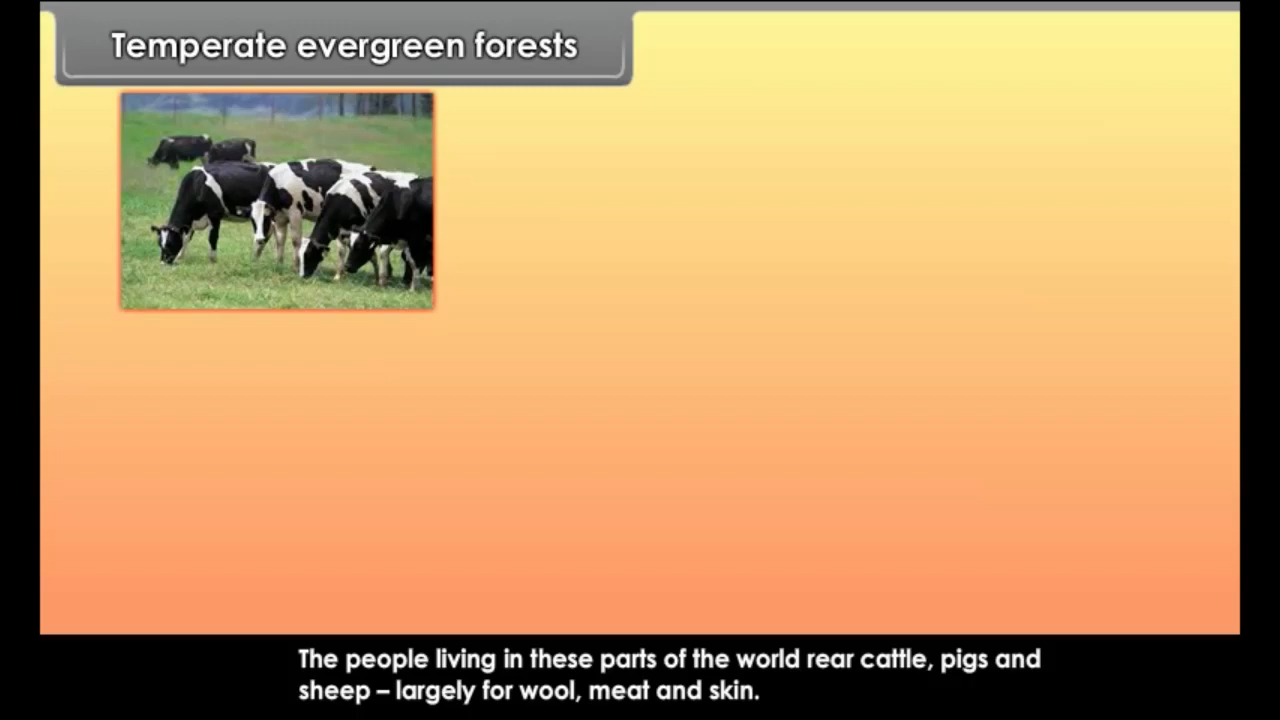 Temperate evergreen forests
The people living in these parts of the world rear cattle, pigs and
sheep – largely for wool, meat and skin.